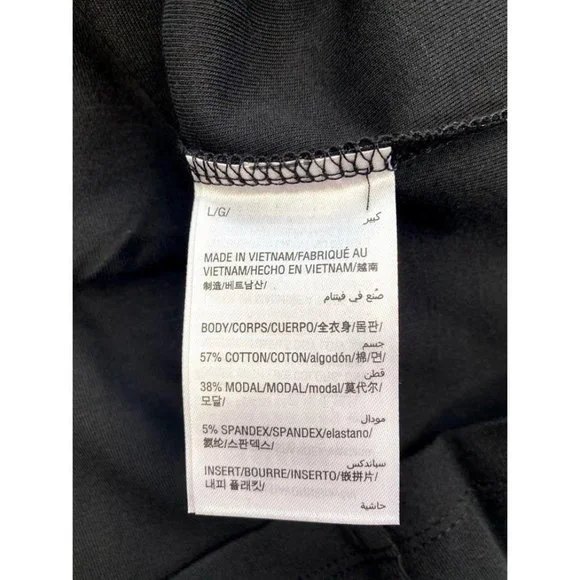 L/G/ كبير
MADE IN VIETNAM/FABRIQUÉ AU
VIETNAM/HECHO EN VIETNAM/越南
制造/베트남산/
صُنع في فيتنام
BODY/CORPS/CUERPO/全衣身/몸판/
جسم
57% COTTON/COTON/algodón/棉/면/
قطن
38% MODAL/MODAL/modal/莫代尔/
모달/
مودال
5% SPANDEX/SPANDEX/elastano/
氨纶/스판덱스/
سباندكس
INSERT/BOURRE/INSERTO/嵌拼片/
내피 플래킷/
حاشية